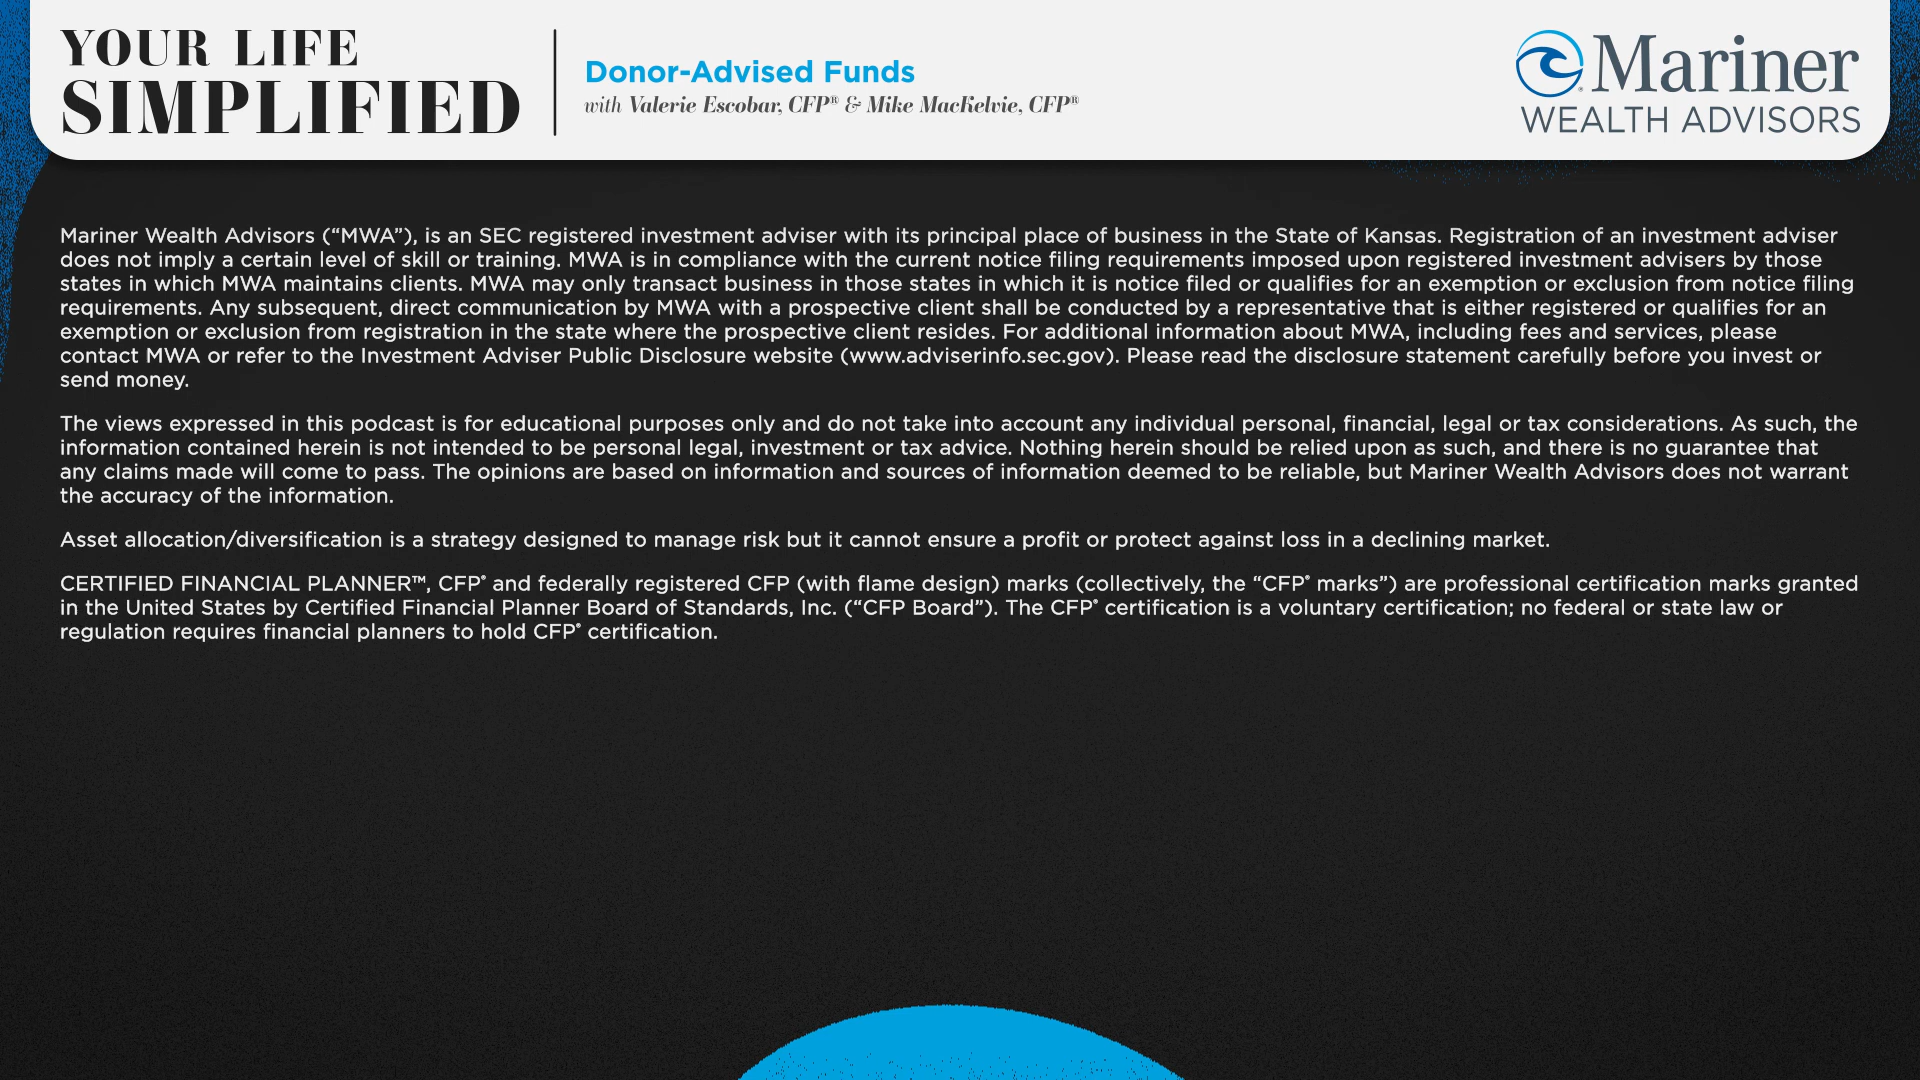 YOUR LIFE
SIMPLIFIED
Donor-Advised Funds
with Valerie Escobar, CFP® & Mike MacKelvie, CFP®
Mariner
WEALTH ADVISORS
Mariner Wealth Advisors (“MWA”), is an SEC registered investment adviser with its principal place of business in the State of Kansas. Registration of an investment adviser
does not imply a certain level of skill or training. MWA is in compliance with the current notice filing requirements imposed upon registered investment advisers by those
states in which MWA maintains clients. MWA may only transact business in those states in which it is notice filed or qualifies for an exemption or exclusion from notice filing
requirements. Any subsequent, direct communication by MWA with a prospective client shall be conducted by a representative that is either registered or qualifies for an
exemption or exclusion from registration in the state where the prospective client resides. For additional information about MWA, including fees and services, please
contact MWA or refer to the Investment Adviser Public Disclosure website (www.adviserinfo.sec.gov). Please read the disclosure statement carefully before you invest or
send money.
The views expressed in this podcast is for educational purposes only and do not take into account any individual personal, financial, legal or tax considerations. As such, the
information contained herein is not intended to be personal legal, investment or tax advice. Nothing herein should be relied upon as such, and there is no guarantee that
any claims made will come to pass. The opinions are based on information and sources of information deemed to be reliable, but Mariner Wealth Advisors does not warrant
the accuracy of the information.
Asset allocation/diversification is a strategy designed to manage risk but it cannot ensure a profit or protect against loss in a declining market.
CERTIFIED FINANCIAL PLANNER™, CFP® and federally registered CFP (with flame design) marks (collectively, the “CFP® marks”) are professional certification marks granted
in the United States by Certified Financial Planner Board of Standards, Inc. (“CFP Board”). The CFP® certification is a voluntary certification; no federal or state law or
regulation requires financial planners to hold CFP® certification.